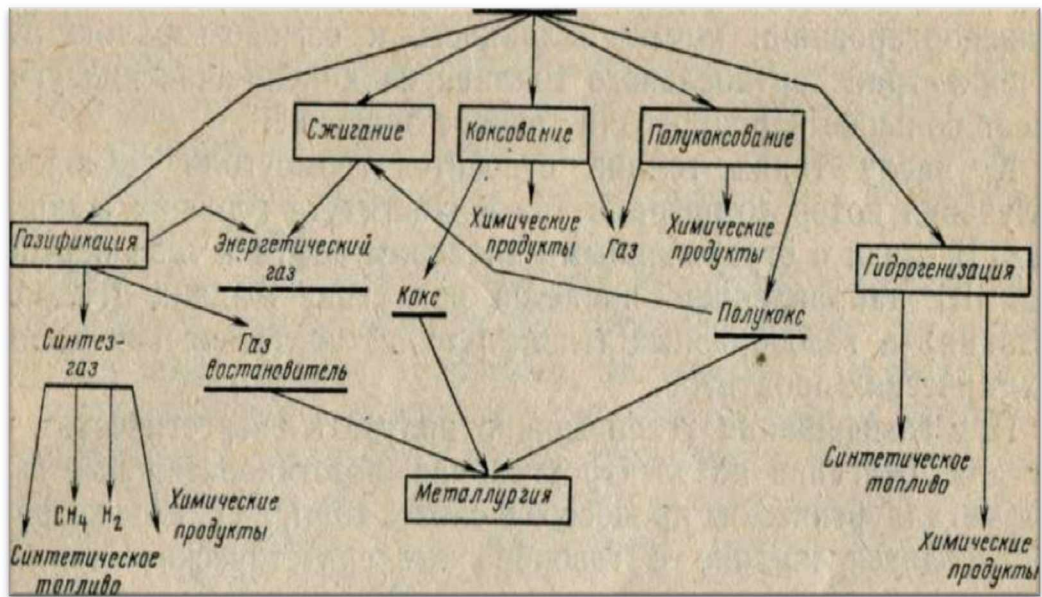 Сжигание
Коксование
Полукоксование
Газификация
Энергетический
газ
Химические
продукты
Газ
Химические
продукты
Гидрогенизация
Кокс
Полукокс
Синтез-
газ
Газ
востановитель
Металлургия
Синтетическое
топливо
CH4
H2
Химические
продукты
Синтетическое
топливо
Химические
продукты